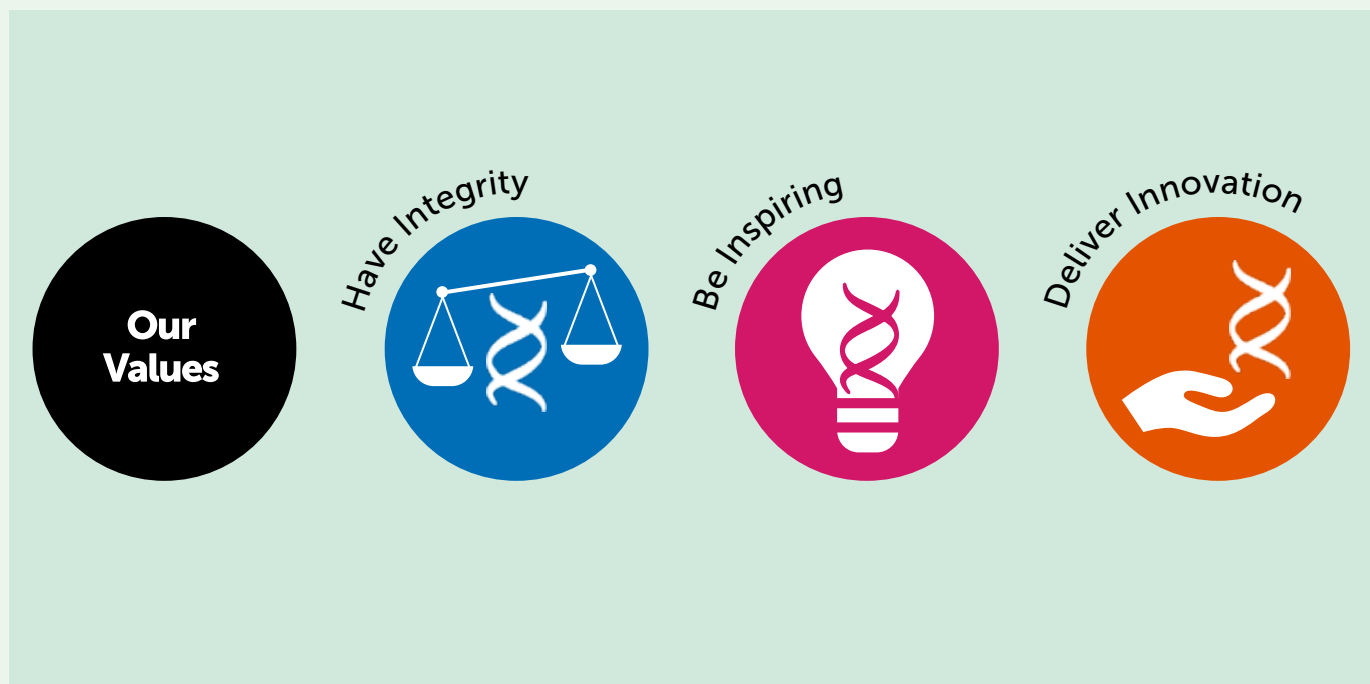 Our
Values
Have Integrity
Be Inspiring
Deliver Innovation